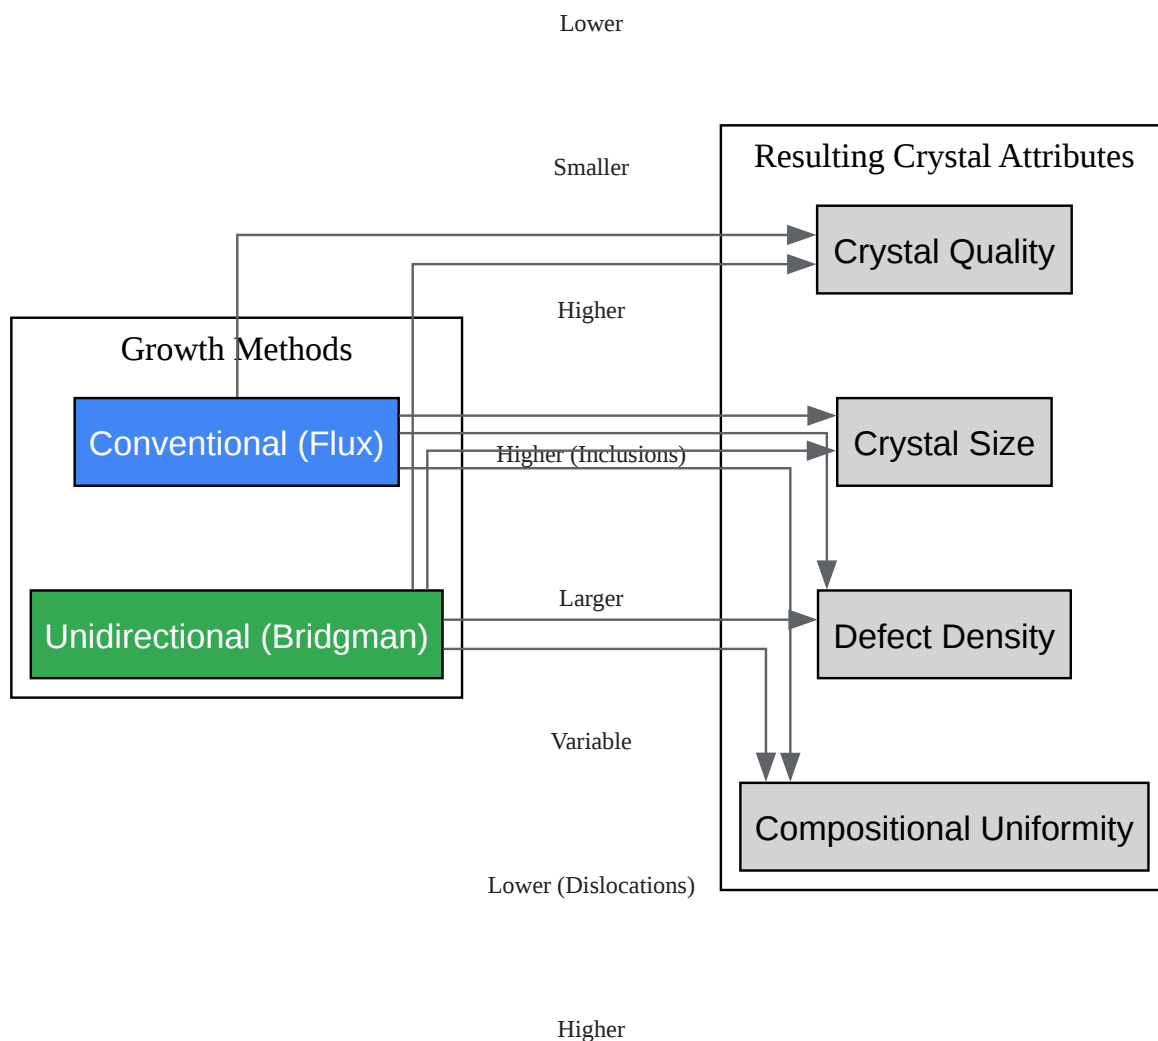 Lower
Smaller
Resulting Crystal Attributes
Crystal Quality
Higher
Growth Methods
Conventional (Flux)
Crystal Size
Higher (Inclusions)
Larger
Unidirectional (Bridgman)
Defect Density
Variable
Compositional Uniformity
Lower (Dislocations)
Higher